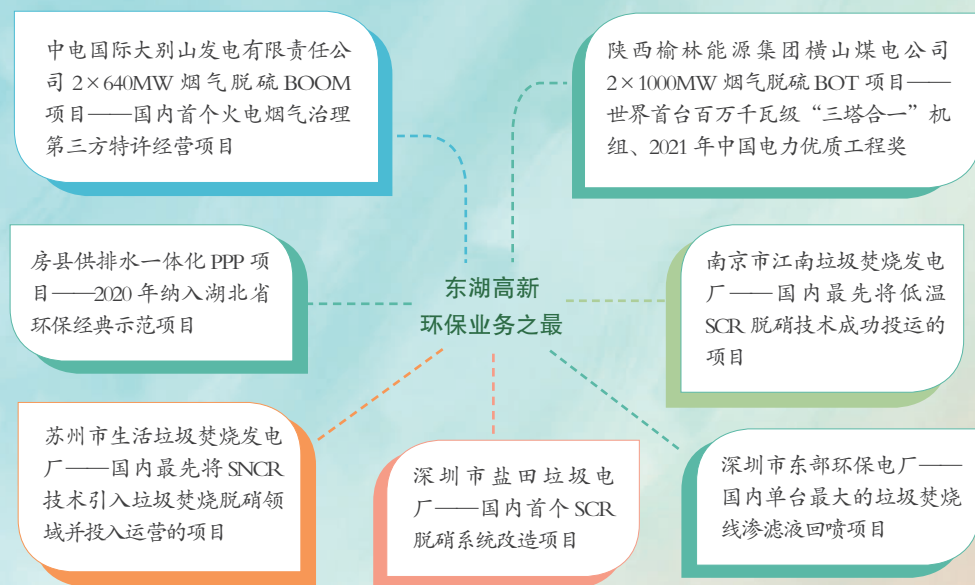 中电国际大别山发电有限责任公
司 2×640MW 烟气脱硫 BOOM
项目——国内首个火电烟气治理
第三方特许经营项目
陕西榆林能源集团横山煤电公司
2×1000MW 烟气脱硫 BOT 项目——
世界首台百万千瓦级“三塔合一”机
组、2021 年中国电力优质工程奖
房县供排水一体化 PPP 项
目——2020 年纳入湖北省
环保经典示范项目
东湖高新
环保业务之最
南京市江南垃圾焚烧发电
厂——国内最先将低温
SCR 脱硝技术成功投运的
项目
苏州市生活垃圾焚烧发电
厂——国内最先将 SNCR
技术引入垃圾焚烧脱硝领
域并投入运营的项目
深圳市盐田垃圾电
厂——国内首个 SCR
脱硝系统改造项目
深圳市东部环保电厂——
国内单台最大的垃圾焚烧
线渗滤液回喷项目